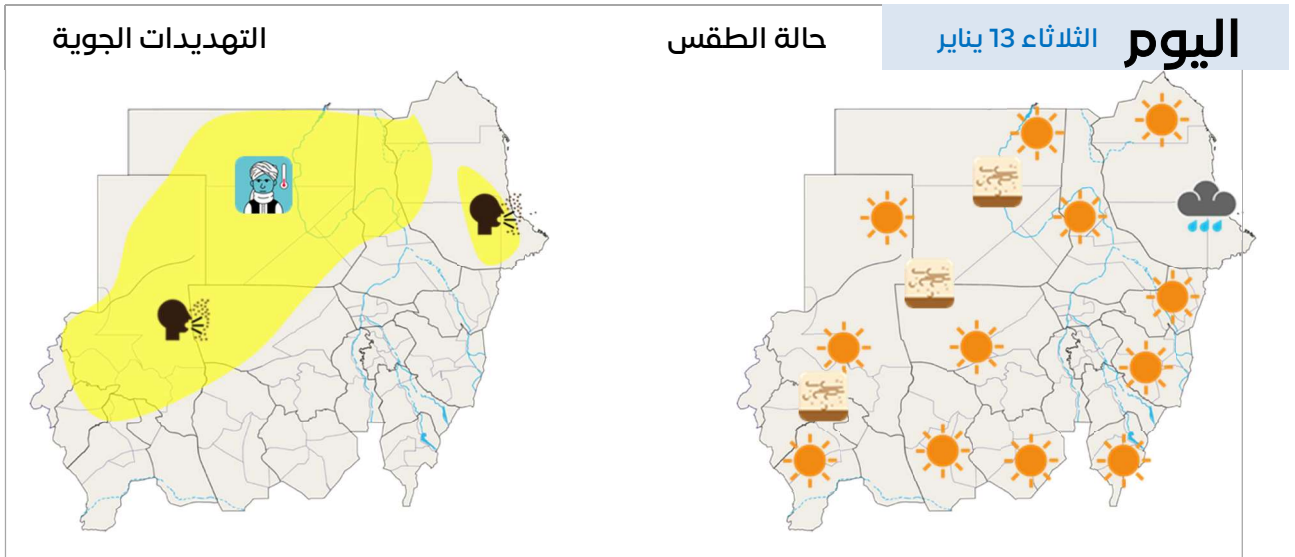 اليوم
الثلاثاء 13 يناير
حالة الطقس
التهديدات الجوية